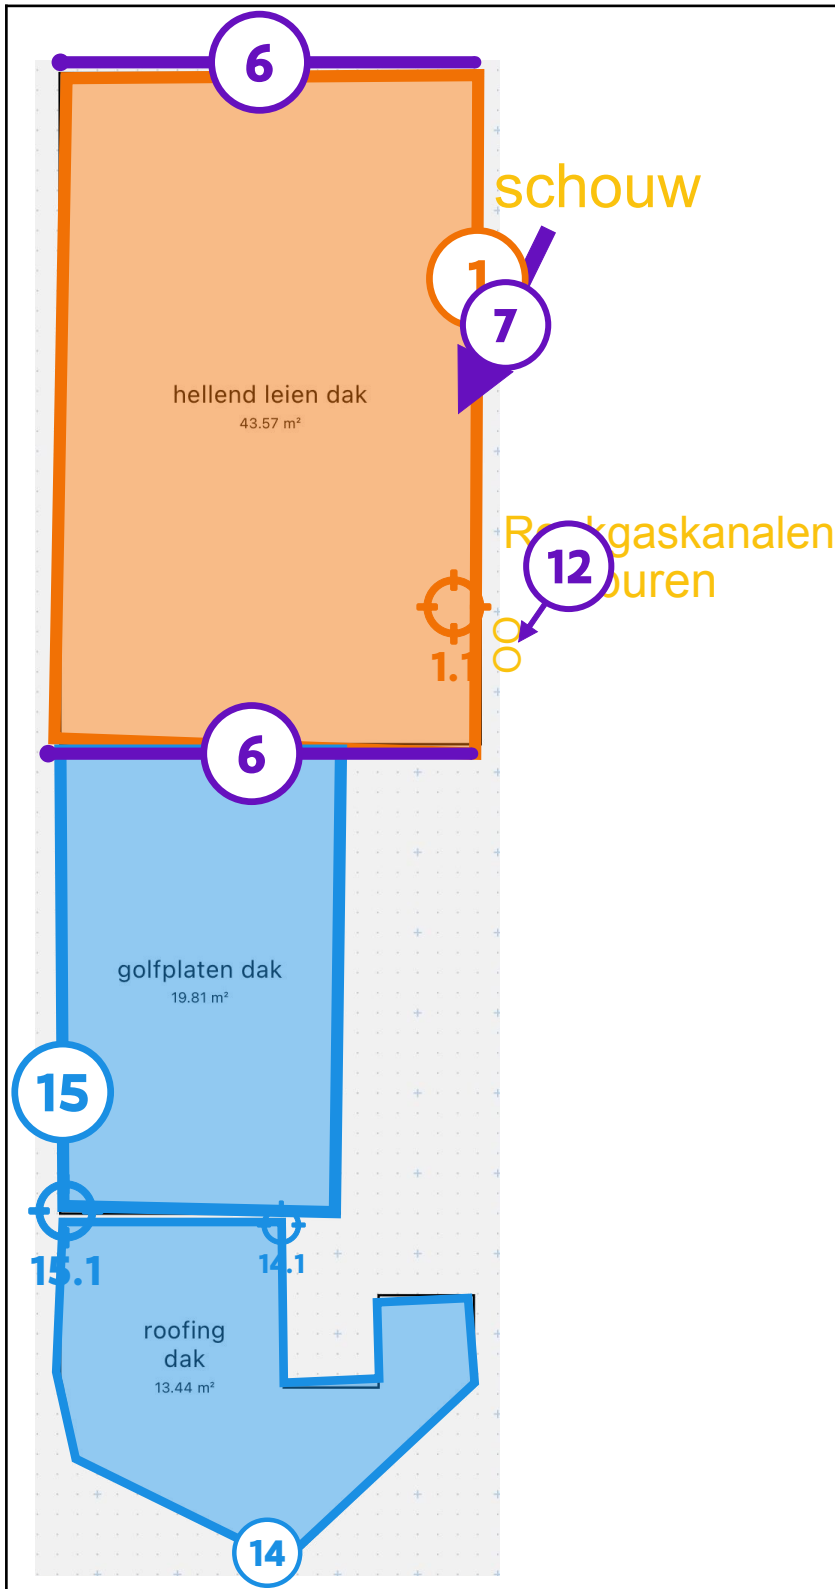 6
schouw
1
7
hellend leien dak
43.57 m²
12
uren
1.1
6
golfplaten dak
19.81 m²
15
15.1
14.1
roofing
dak
13.44 m²
14